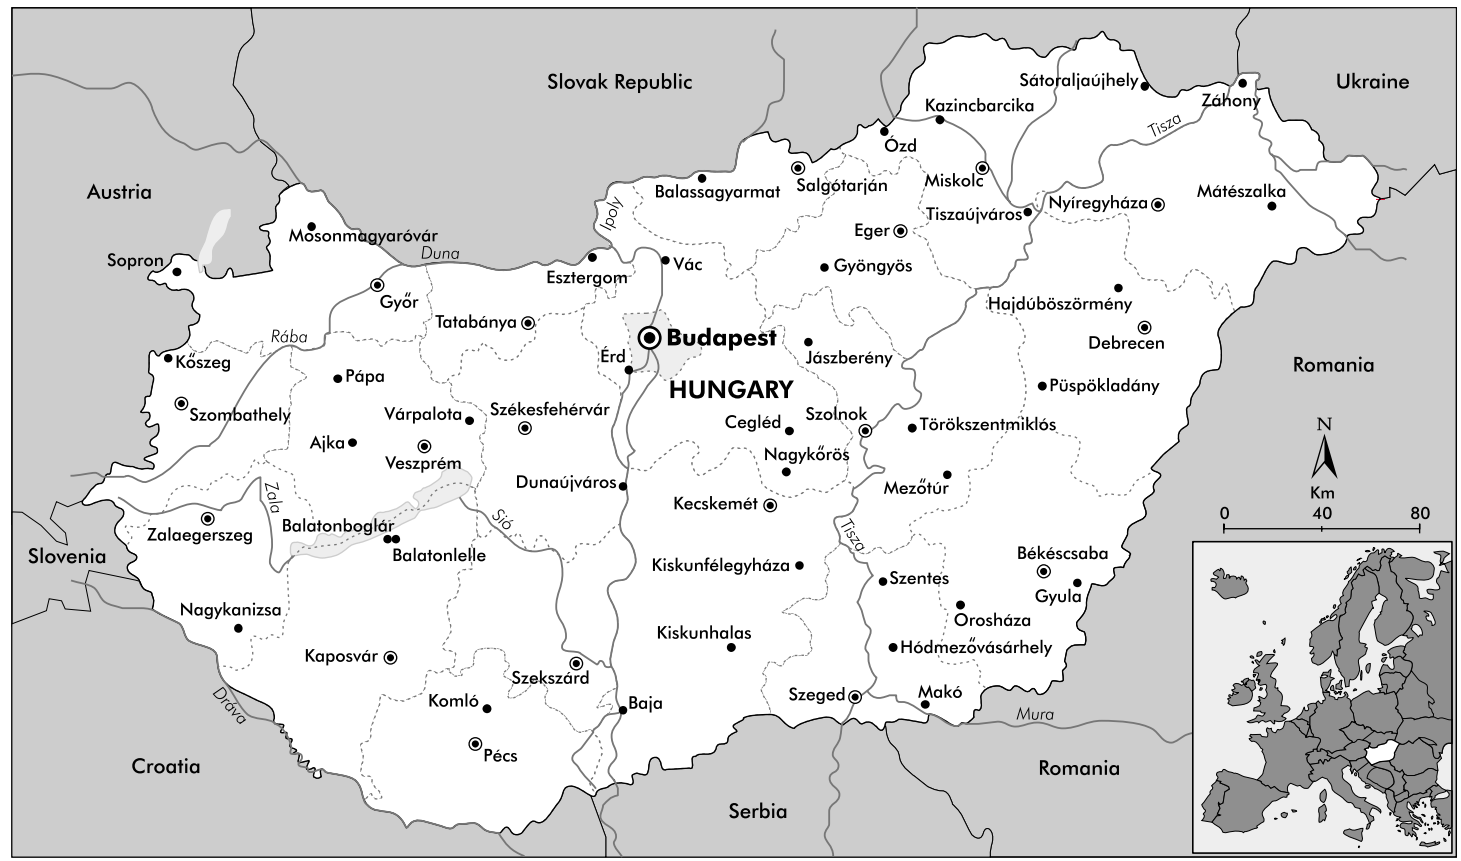 Slovak Republic
Ukraine
Sátoraljaújhely
Záhony
Kazincbarcika
Tisza
Ózd
Austria
Balassagyarmat
Salgótarján
Miskolc
Mátészalka
Nyíregyháza
Tiszaújváros
Ipoly
Eger
Mosonmagyaróvár
Duna
Sopron
Vác
Gyöngyös
Esztergom
Győr
Hajdúböszörmény
Tatabánya
Rába
Budapest
Debrecen
Érd
Jászberény
Kőszeg
Romania
Pápa
Püspökladány
HUNGARY
Szombathely
Várpalota
Székesfehérvár
Cegléd
Szolnok
Törökszentmiklós
N
Ajka
Veszprém
Nagykőrös
Dunaújváros
Mezőtúr
Km
Zala
Kecskemét
0 40 80
Balatonboglár
Sió
Zalaegerszeg
Tisza
Slovenia
Balatonlelle
Békéscsaba
Kiskunfélegyháza
Szentes
Gyula
Nagykanizsa
Orosháza
Kiskunhalas
Hódmezővásárhely
Kaposvár
Szekszárd
Dráva
Komló
Baja
Szeged
Makó
Mura
Pécs
Croatia
Romania
Serbia